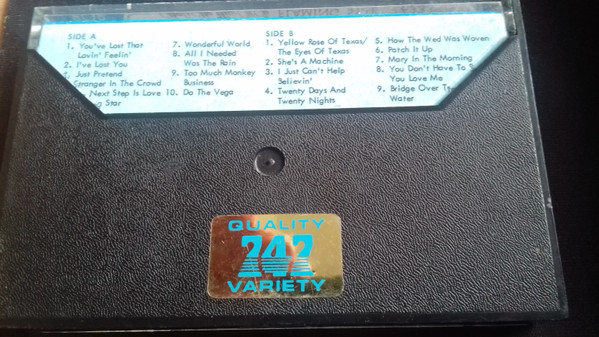 SIDE A
1. You've Lost That
Lovin' Feelin'
2. I've Lost You
Just Pretend
Stranger In The Crowd
Next Step Is Love
Star
7. Wonderful World
8. All I Needed
Was The Rain
9. Too Much Monkey
Business
10. Do The Vega
SIDE B
1. Yellow Rose Of Texas/
The Eyes Of Texas
2. She's A Machine
3. I Just Can't Help
Believin'
4. Twenty Days And
Twenty Nights
5. How The Wed Was Woven
6. Patch It Up
7. Mary In The Morning
8. You Don't Have To
You Love Me
9. Bridge Over
Water
QUALITY
747
VARIETY